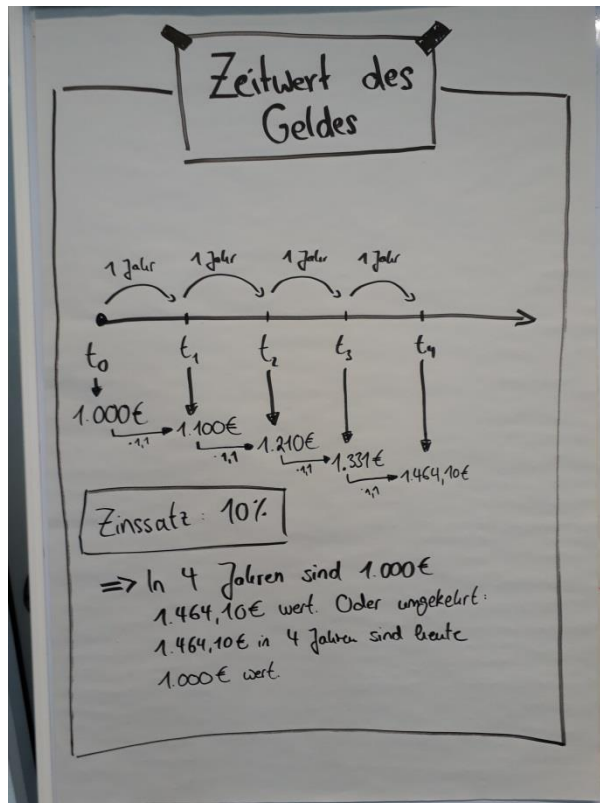 Zeitwert des
Geldes
1 Jahr 1 Jahr 1 Jahr 1 Jahr
t₀ t₁ t₂ t₃ t₄
1.000€ 1.100€ 1.210€ 1.331€ 1.464,10€
·1,1 ·1,1 ·1,1 ·1,1
Zinssatz: 10%
=> In 4 Jahren sind 1.000€
1.464,10€ wert. Oder umgekehrt:
1.464,10€ in 4 Jahren sind heute
1.000€ wert.